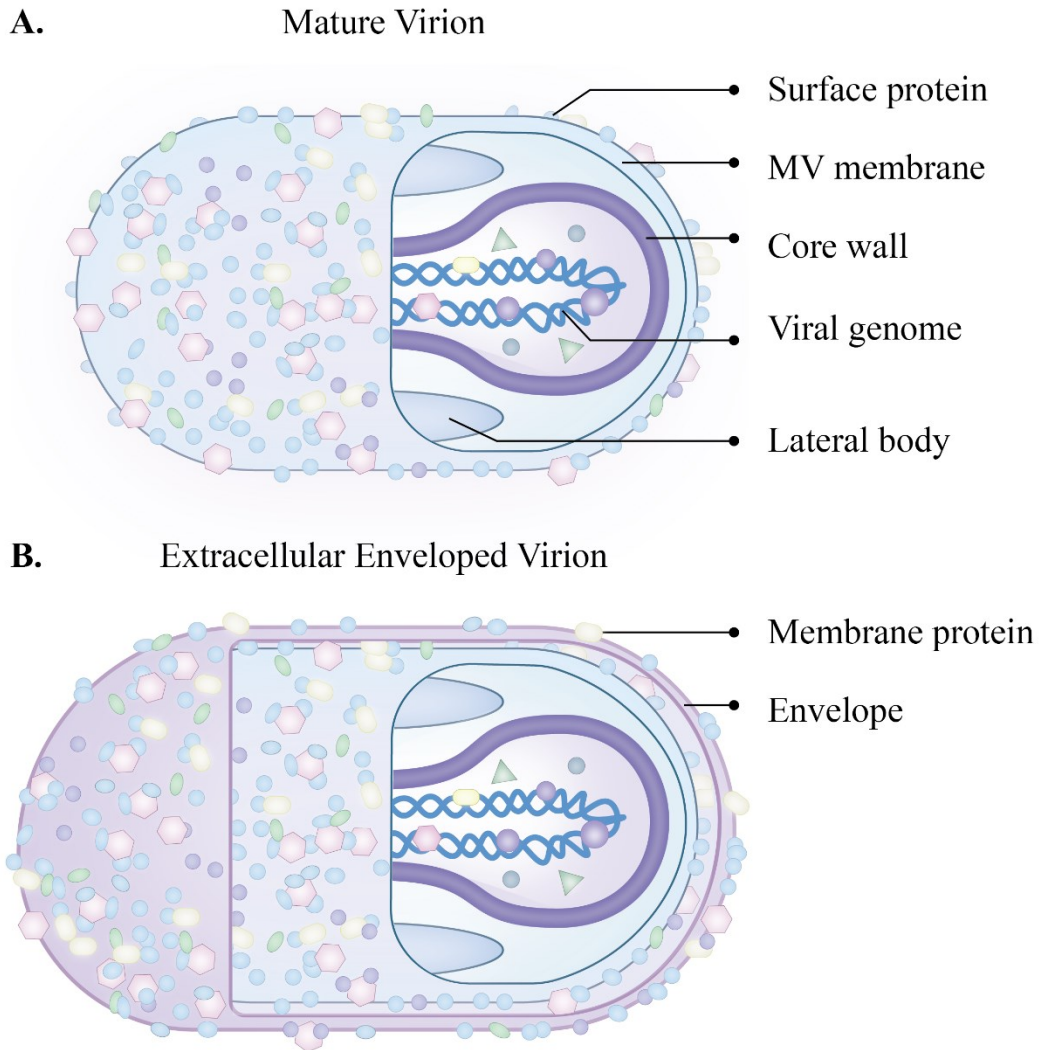 A. Mature Virion
Surface protein
MV membrane
Core wall
Viral genome
Lateral body
B. Extracellular Enveloped Virion
Membrane protein
Envelope